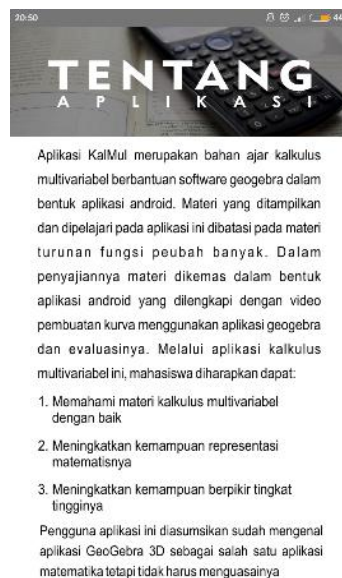 20:50
44
TENTANG
APLIKASI
Aplikasi KalMul merupakan bahan ajar kalkulus
multivariabel berbantuan software geogebra dalam
bentuk aplikasi android. Materi yang ditampilkan
dan dipelajari pada aplikasi ini dibatasi pada materi
turunan fungsi peubah banyak. Dalam
penyajiannya materi dikemas dalam bentuk
aplikasi android yang dilengkapi dengan video
pembuatan kurva menggunakan aplikasi geogebra
dan evaluasinya. Melalui aplikasi kalkulus
multivariabel ini, mahasiswa diharapkan dapat:
1. Memahami materi kalkulus multivariabel
dengan baik
2. Meningkatkan kemampuan representasi
matematisnya
3. Meningkatkan kemampuan berpikir tingkat
tingginya
Pengguna aplikasi ini diasumsikan sudah mengenal
aplikasi GeoGebra 3D sebagai salah satu aplikasi
matematika tetapi tidak harus menguasainya